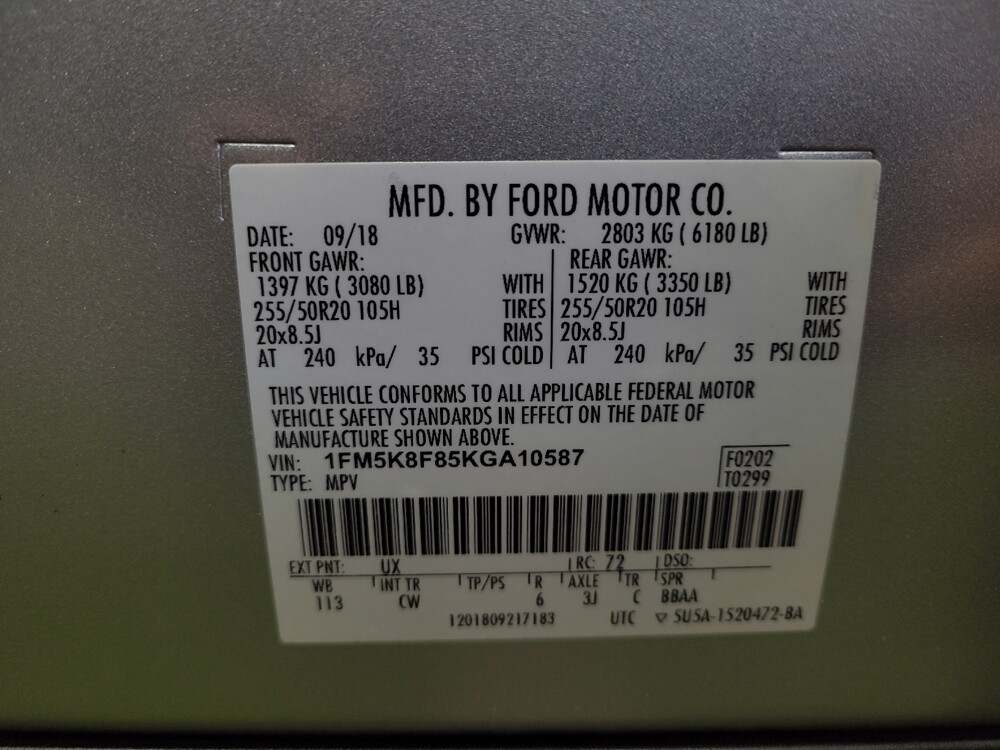 MFD. BY FORD MOTOR CO.
DATE: 09/18 GVWR: 2803 KG ( 6180 LB)
FRONT GAWR: REAR GAWR:
1397 KG ( 3080 LB) WITH 1520 KG ( 3350 LB) WITH
255/50R20 105H TIRES 255/50R20 105H TIRES
20x8.5J RIMS 20x8.5J RIMS
AT 240 kPa/ 35 PSI COLD AT 240 kPa/ 35 PSI COLD
THIS VEHICLE CONFORMS TO ALL APPLICABLE FEDERAL MOTOR
VEHICLE SAFETY STANDARDS IN EFFECT ON THE DATE OF
MANUFACTURE SHOWN ABOVE.
VIN: 1FM5K8F85KGA10587 F0202
TYPE: MPV T0299
EXT PNT: UX RC: 72 DSO:
WB INT TR TP/PS R AXLE TR SPR
113 CW 6 3J C BBAA
1201809217183 UTC ▽ SU5A-1520472-BA